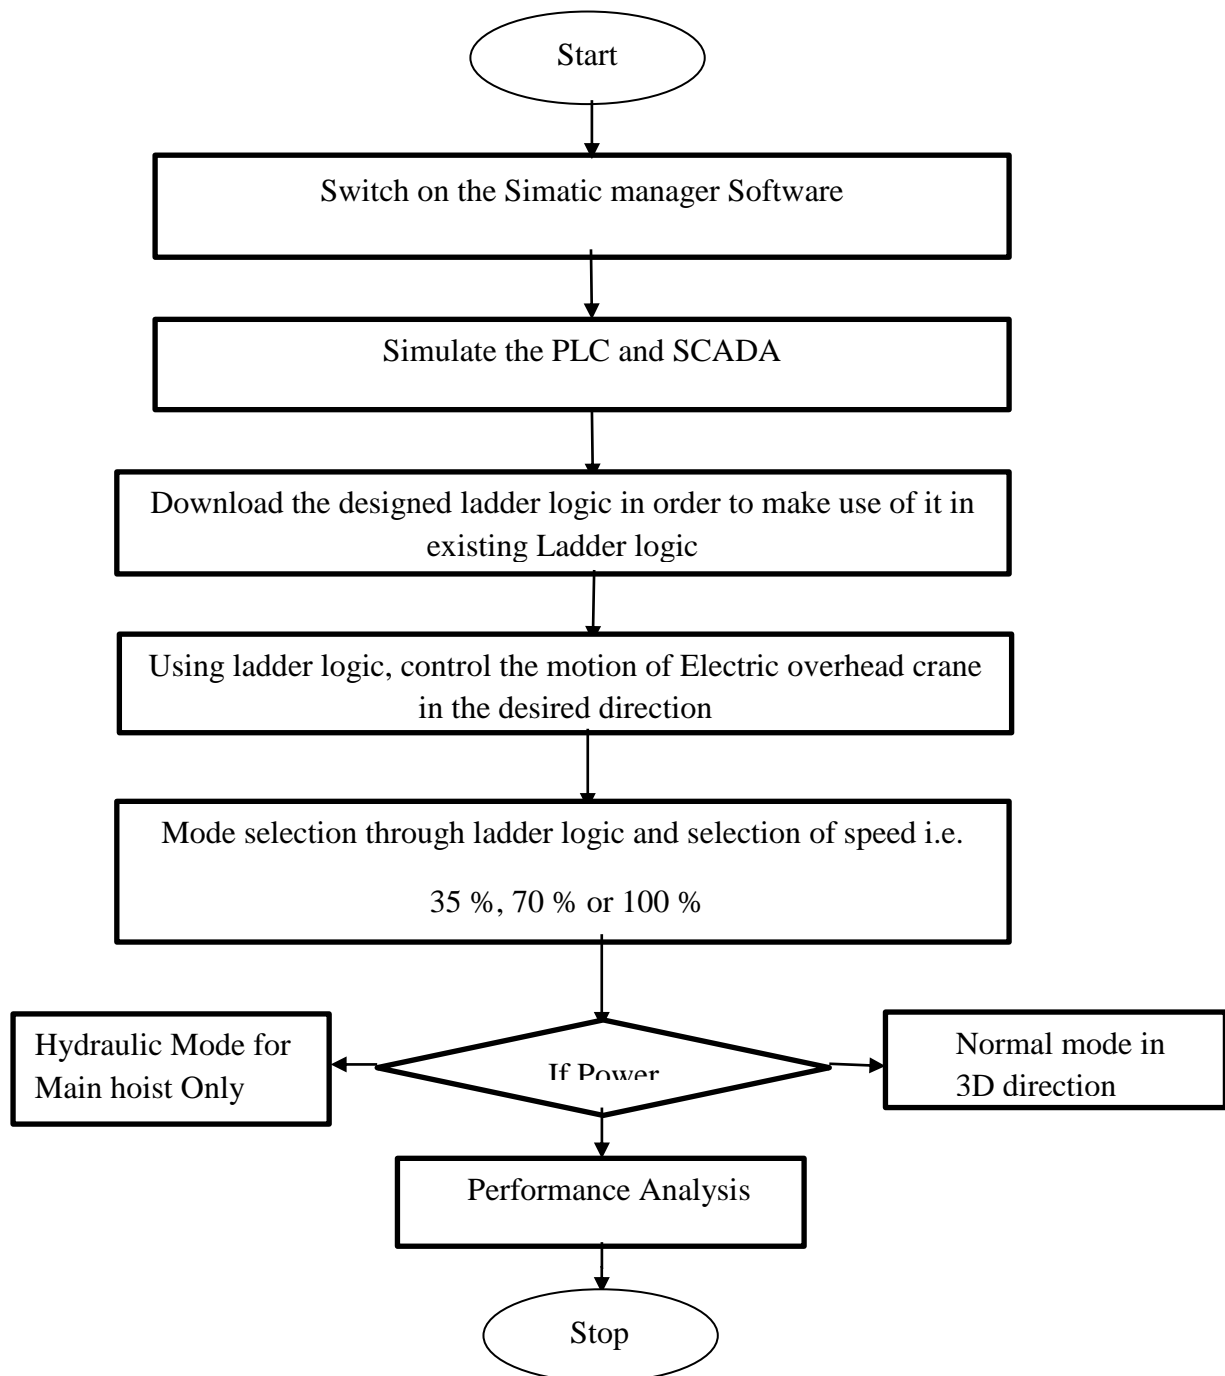 Start
Switch on the Simatic manager Software
Simulate the PLC and SCADA
Download the designed ladder logic in order to make use of it in
existing Ladder logic
Using ladder logic, control the motion of Electric overhead crane
in the desired direction
Mode selection through ladder logic and selection of speed i.e.
35 %, 70 % or 100 %
Hydraulic Mode for
Main hoist Only
If Power
Normal mode in
3D direction
Performance Analysis
Stop